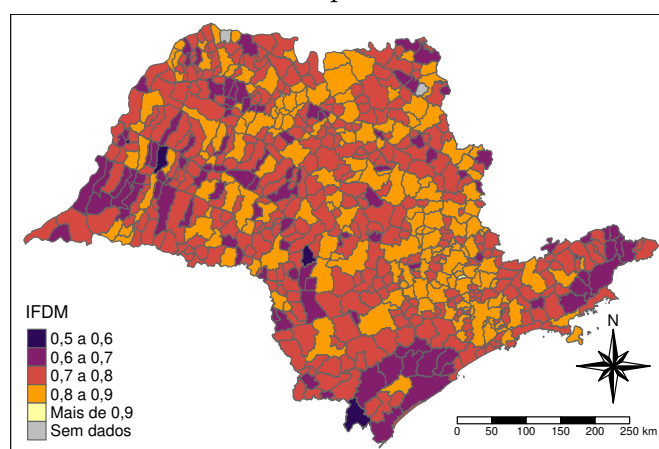 IFDM
0,5 a 0,6
0,6 a 0,7
0,7 a 0,8
0,8 a 0,9
Mais de 0,9
Sem dados
N
0 50 100 150 200 250 km